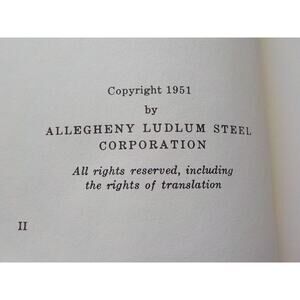 Copyright 1951
by
ALLEGHENY LUDLUM STEEL
CORPORATION
All rights reserved, including
the rights of translation
II